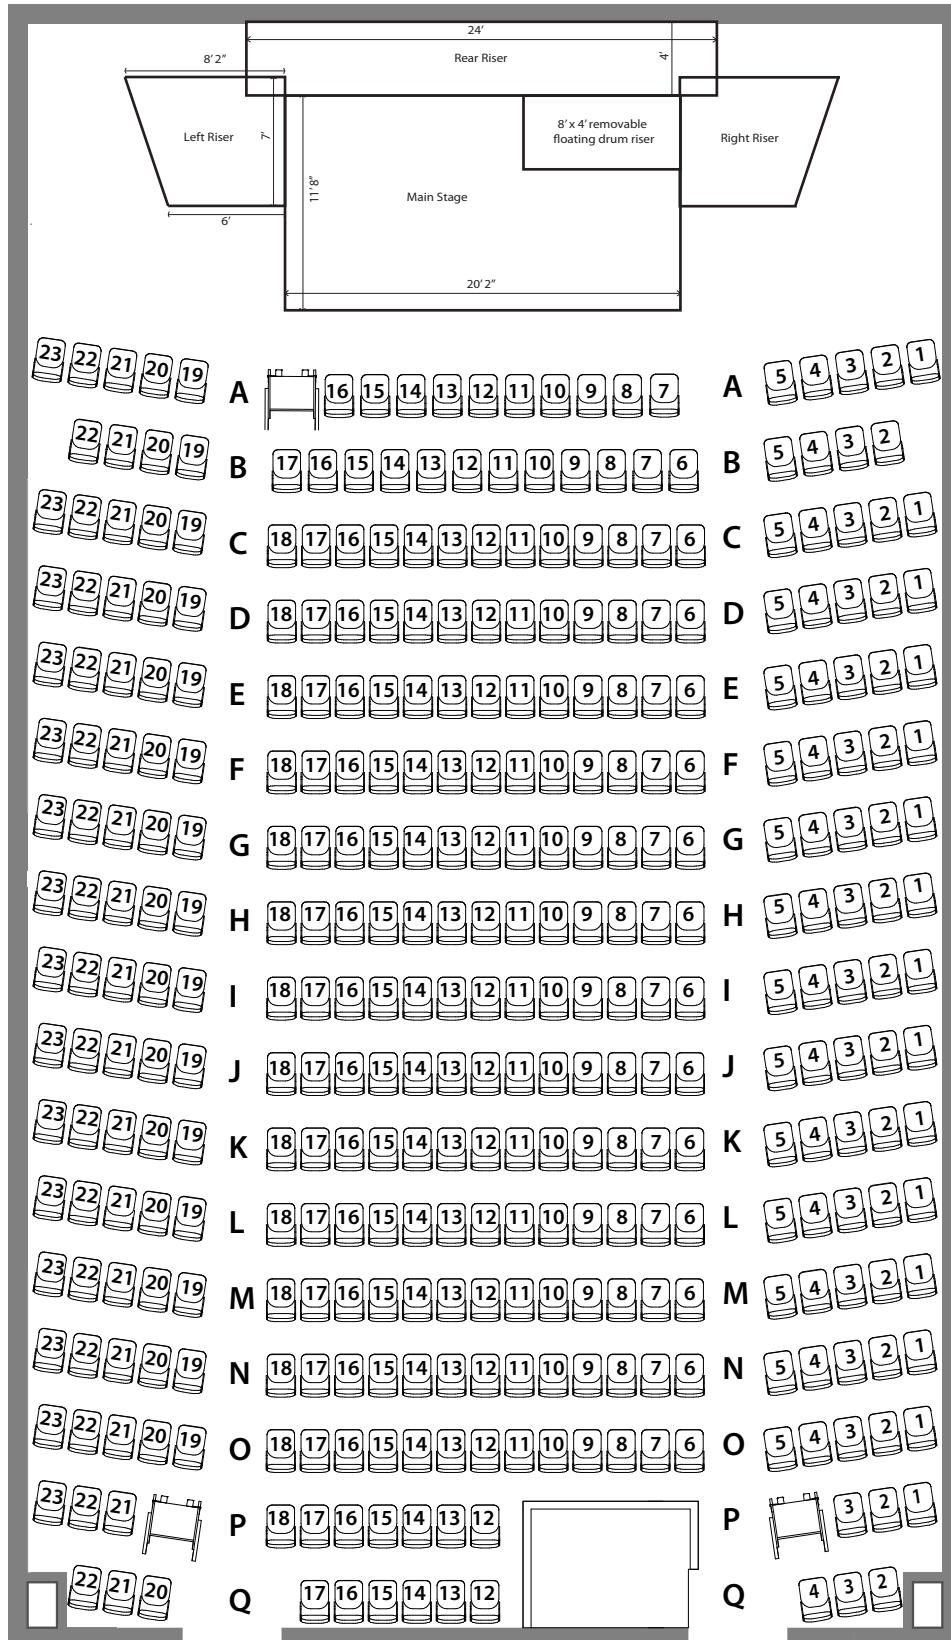 24’
8’ 2” Rear Riser 4’
8’ x 4’ removable
Left Riser 7’ floating drum riser Right Riser
11’ 8”
Main Stage
6’
20’ 2”
23 22 21 20 19 A 16 15 14 13 12 11 10 9 8 7 A 5 4 3 2 1
22 21 20 19 B 17 16 15 14 13 12 11 10 9 8 7 6 B 5 4 3 2
23 22 21 20 19 C 18 17 16 15 14 13 12 11 10 9 8 7 6 C 5 4 3 2 1
23 22 21 20 19 D 18 17 16 15 14 13 12 11 10 9 8 7 6 D 5 4 3 2 1
23 22 21 20 19 E 18 17 16 15 14 13 12 11 10 9 8 7 6 E 5 4 3 2 1
23 22 21 20 19 F 18 17 16 15 14 13 12 11 10 9 8 7 6 F 5 4 3 2 1
23 22 21 20 19 G 18 17 16 15 14 13 12 11 10 9 8 7 6 G 5 4 3 2 1
23 22 21 20 19 H 18 17 16 15 14 13 12 11 10 9 8 7 6 H 5 4 3 2 1
23 22 21 20 19 I 18 17 16 15 14 13 12 11 10 9 8 7 6 I 5 4 3 2 1
23 22 21 20 19 J 18 17 16 15 14 13 12 11 10 9 8 7 6 J 5 4 3 2 1
23 22 21 20 19 K 18 17 16 15 14 13 12 11 10 9 8 7 6 K 5 4 3 2 1
23 22 21 20 19 L 18 17 16 15 14 13 12 11 10 9 8 7 6 L 5 4 3 2 1
23 22 21 20 19 M 18 17 16 15 14 13 12 11 10 9 8 7 6 M 5 4 3 2 1
23 22 21 20 19 N 18 17 16 15 14 13 12 11 10 9 8 7 6 N 5 4 3 2 1
23 22 21 20 19 O 18 17 16 15 14 13 12 11 10 9 8 7 6 O 5 4 3 2 1
23 22 21 P 18 17 16 15 14 13 12 P 3 2 1
22 21 20 Q 17 16 15 14 13 12 Q 4 3 2